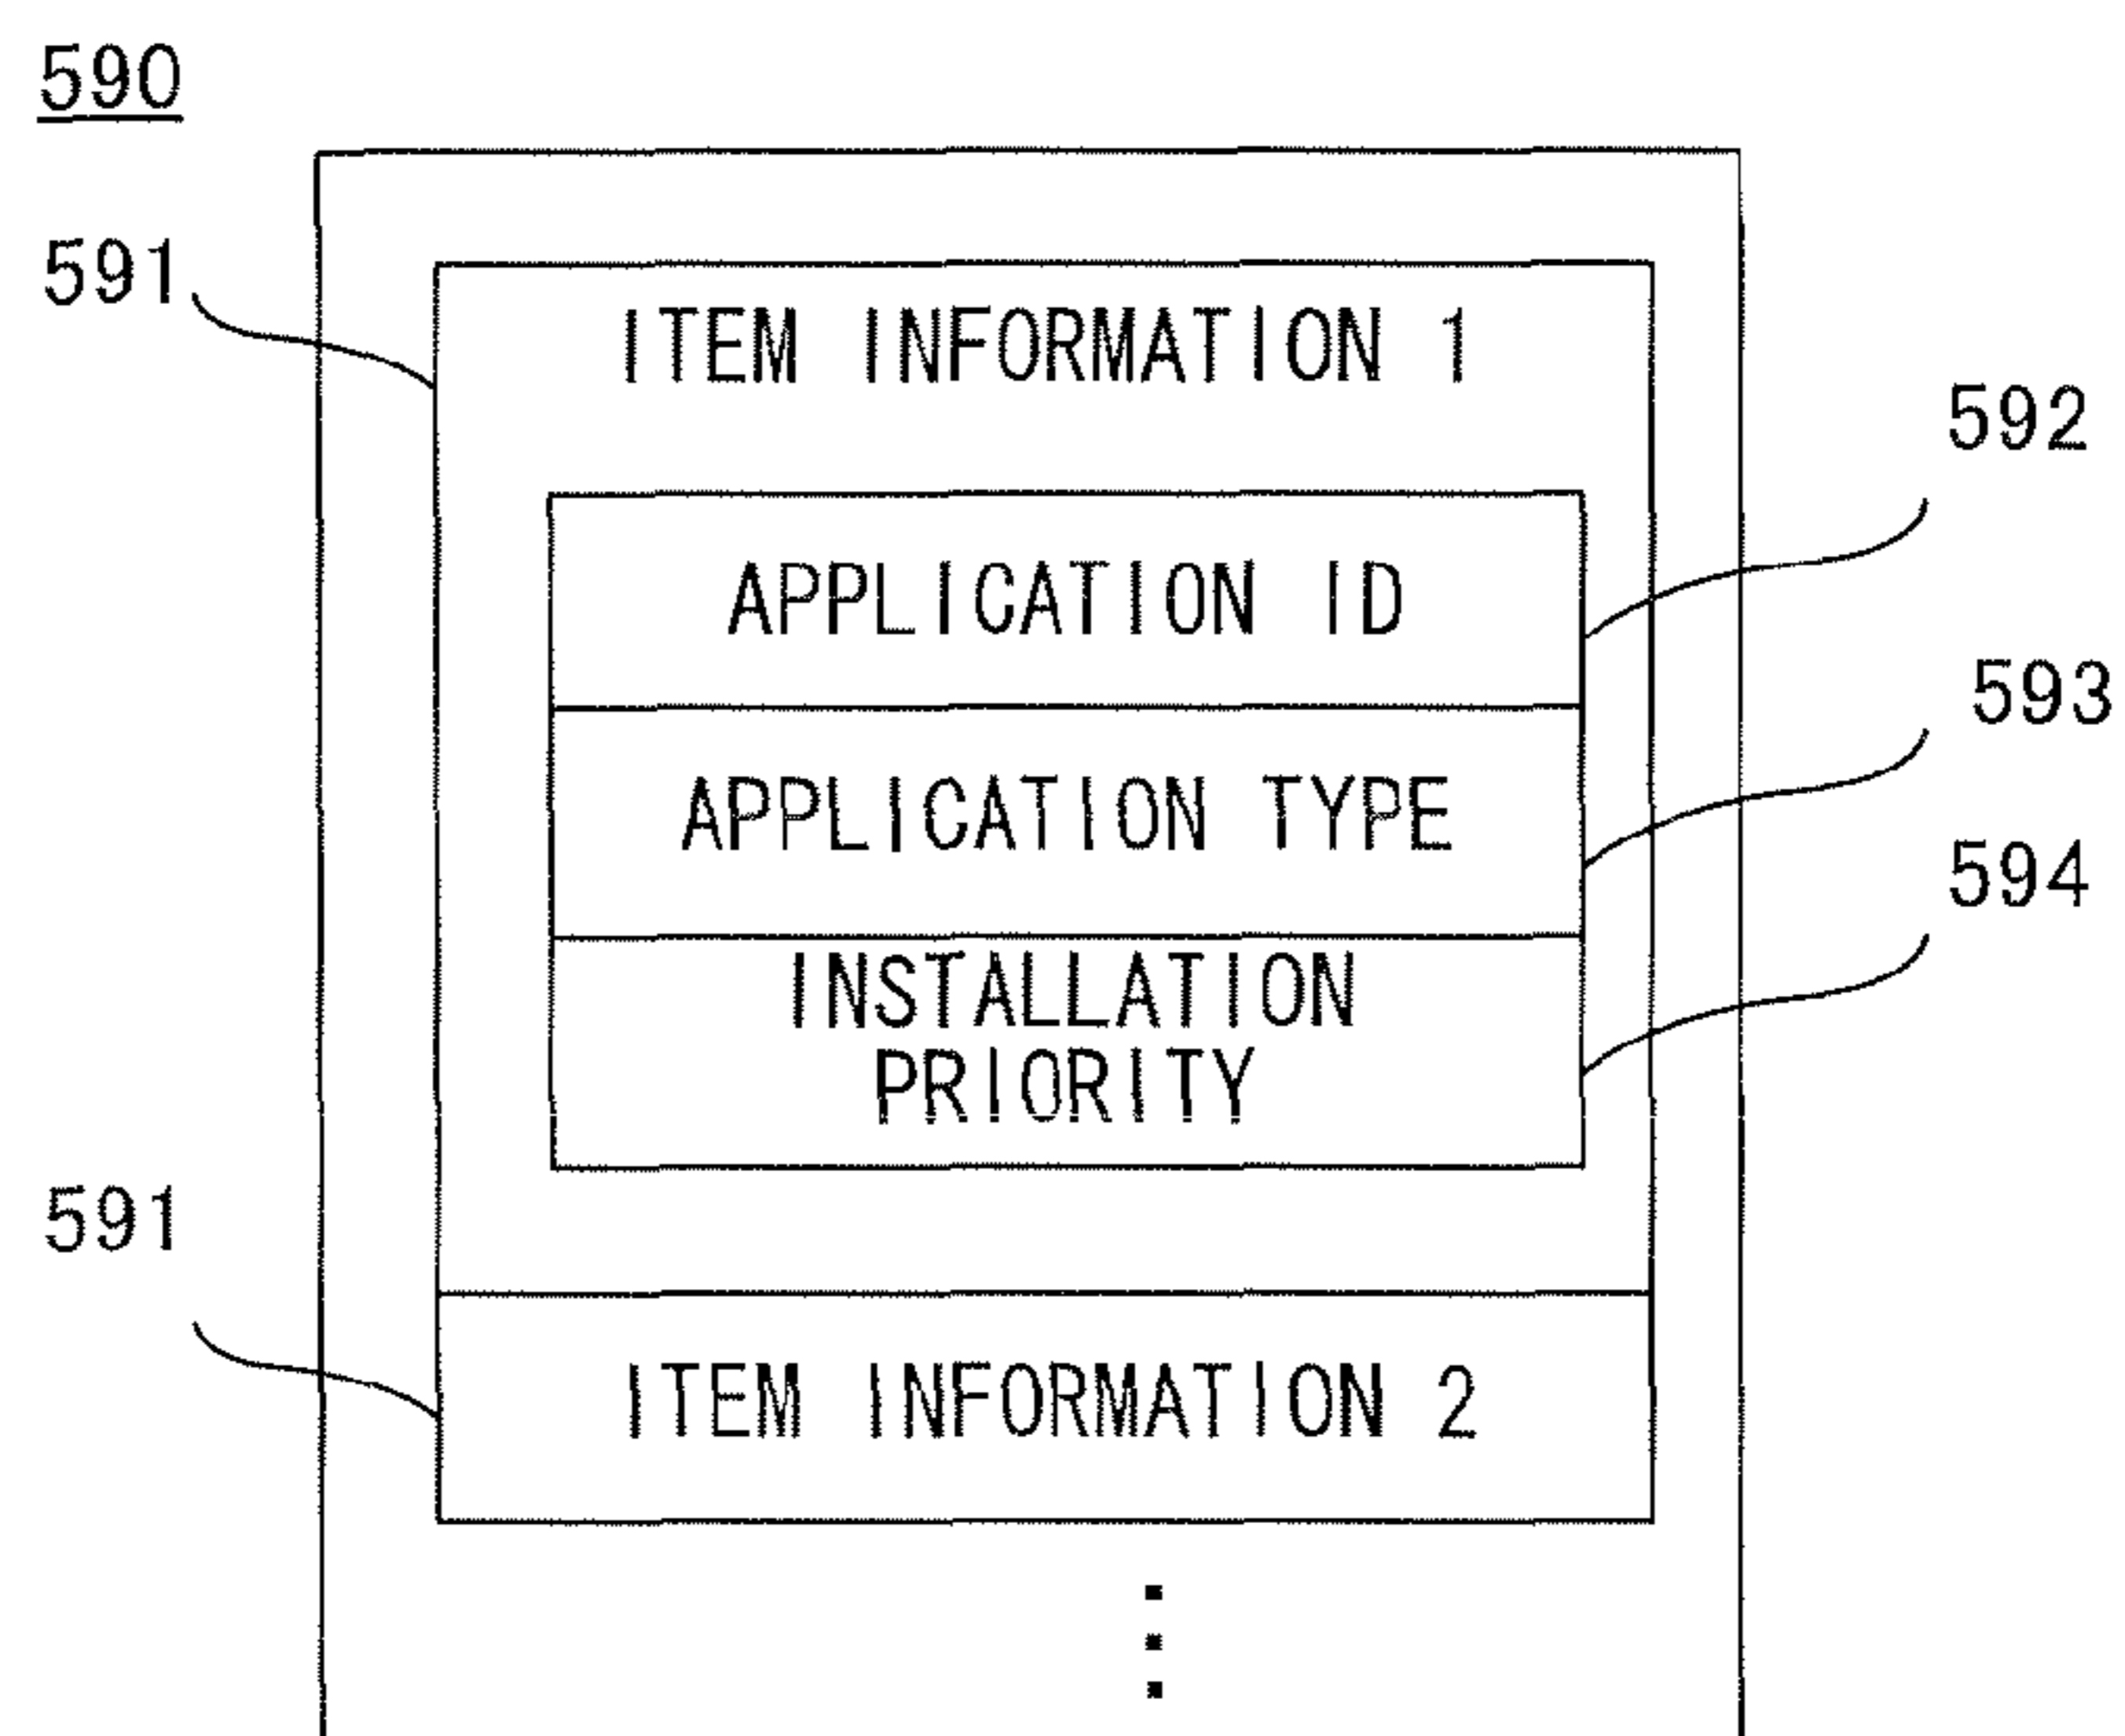 590
591
ITEM INFORMATION 1
592
APPLICATION ID
593
APPLICATION TYPE
594
INSTALLATION
PRIORITY
591
ITEM INFORMATION 2